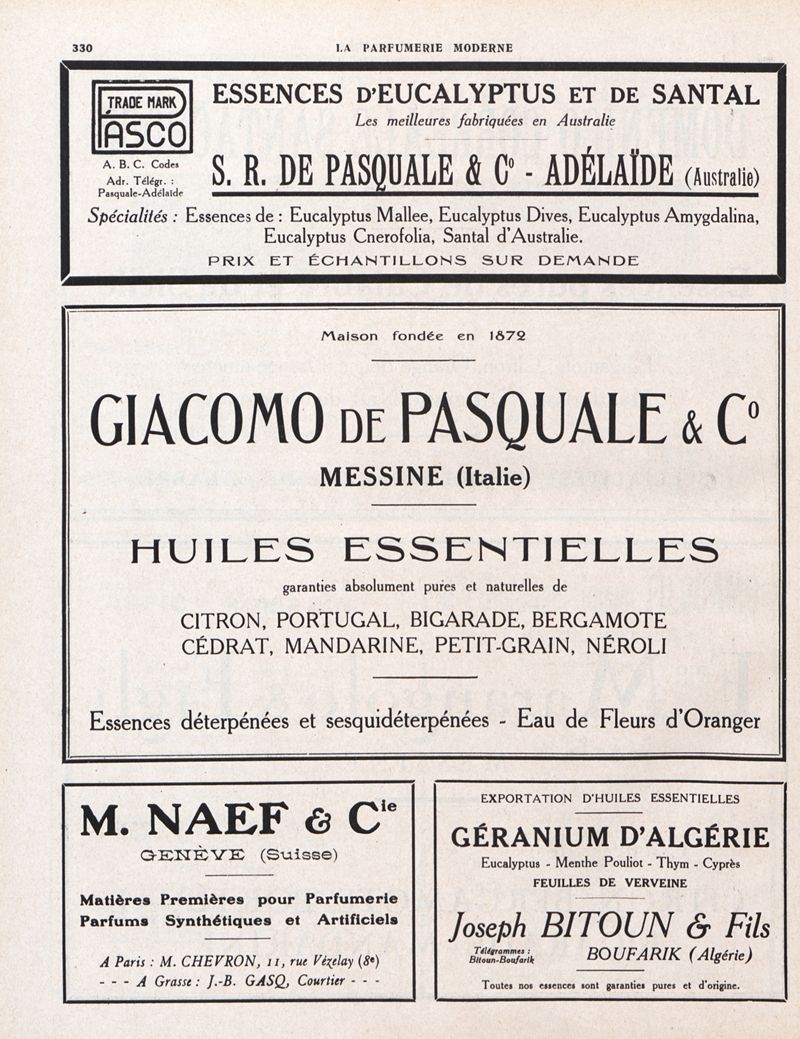 330
LA PARFUMERIE MODERNE
TRADE MARK
PASCO
A. B. C. Codes
Adr. Télégr. :
Pasquale-Adélaïde
ESSENCES D'EUCALYPTUS ET DE SANTAL
Les meilleures fabriquées en Australie
S. R. DE PASQUALE & Cº - ADÉLAÏDE (Australie)
Spécialités : Essences de : Eucalyptus Mallee, Eucalyptus Dives, Eucalyptus Amygdalina,
Eucalyptus Cnerofolia, Santal d'Australie.
PRIX ET ÉCHANTILLONS SUR DEMANDE
Maison fondée en 1872
GIACOMO DE PASQUALE & Cº
MESSINE (Italie)
HUILES ESSENTIELLES
garanties absolument pures et naturelles de
CITRON, PORTUGAL, BIGARADE, BERGAMOTE
CÉDRAT, MANDARINE, PETIT-GRAIN, NÉROLI
Essences déterpénées et sesquidéterpénées - Eau de Fleurs d'Oranger
M. NAEF & Cie
GENÈVE (Suisse)
Matières Premières pour Parfumerie
Parfums Synthétiques et Artificiels
A Paris : M. CHEVRON, 11, rue Vézelay (8e)
- - - A Grasse : J.-B. GASQ, Courtier - - -
EXPORTATION D'HUILES ESSENTIELLES
GÉRANIUM D'ALGÉRIE
Eucalyptus - Menthe Pouliot - Thym - Cyprès
FEUILLES DE VERVEINE
Joseph BITOUN & Fils
Télégrammes :
Bitoun-Boufarik
BOUFARIK (Algérie)
Toutes nos essences sont garanties pures et d'origine.